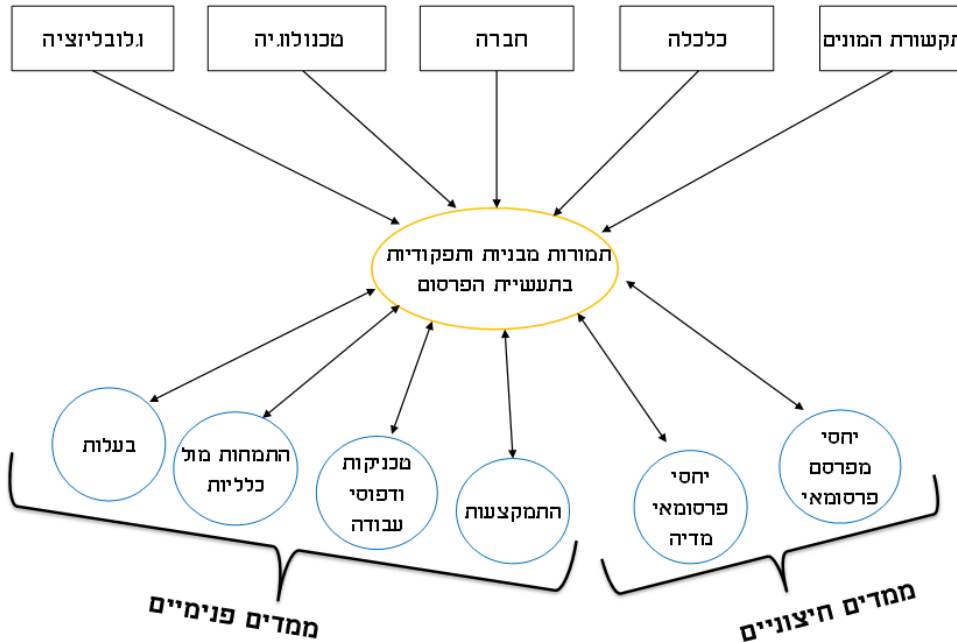 תקשורת המונים
כלכלה
חברה
טכנולוגיה
גלובליזציה
תמורות מבניות ותפקודיות
בתעשיית הפרסום
יחסי
מפרסם
פרסומאי
יחסי
פרסומאי
מדיה
התמקצעות
טכניקות
ודפוסי
עבודה
התמחות מול
כלליות
בעלות
ממדים חיצוניים
ממדים פנימיים